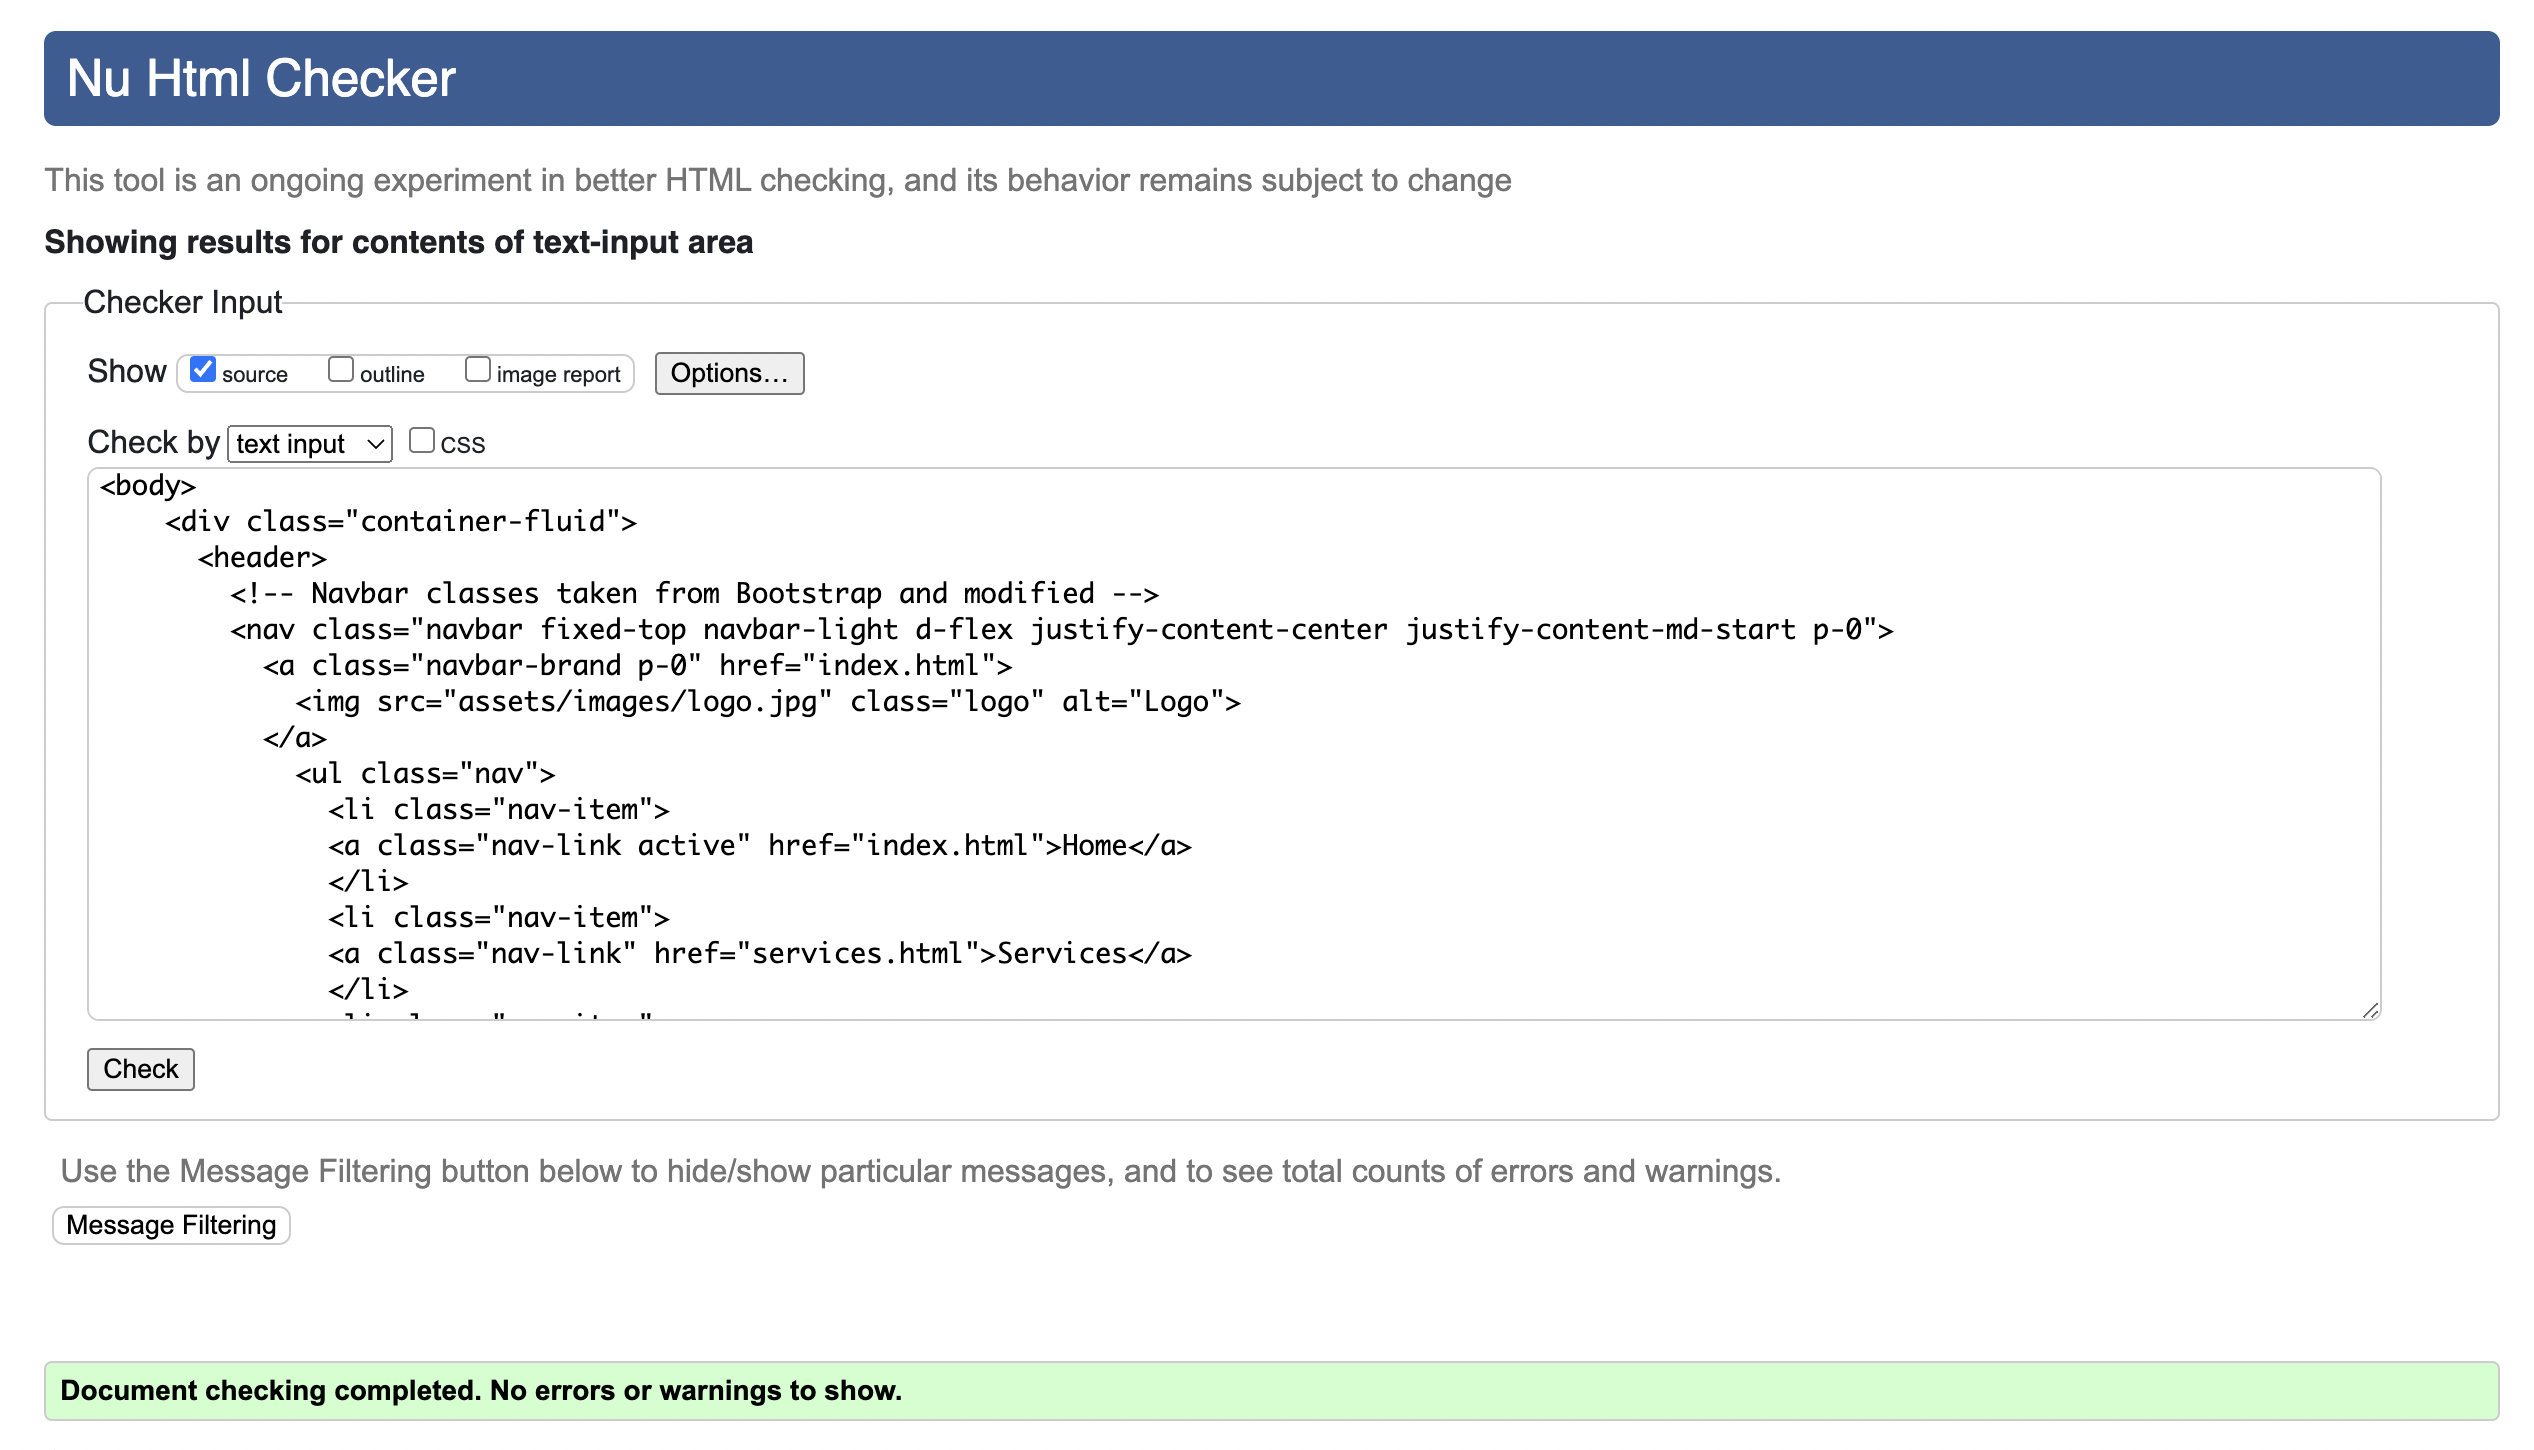 Nu Html Checker
This tool is an ongoing experiment in better HTML checking, and its behavior remains subject to change
Showing results for contents of text-input area
Checker Input
Show source outline image report Options...
Check by text input css
<body>
<div class="container-fluid">
<header>
<!-- Navbar classes taken from Bootstrap and modified -->
<nav class="navbar fixed-top navbar-light d-flex justify-content-center justify-content-md-start p-0">
<a class="navbar-brand p-0" href="index.html">
<img src="assets/images/logo.jpg" class="logo" alt="Logo">
</a>
<ul class="nav">
<li class="nav-item">
<a class="nav-link active" href="index.html">Home</a>
</li>
<li class="nav-item">
<a class="nav-link" href="services.html">Services</a>
</li>
Check
Use the Message Filtering button below to hide/show particular messages, and to see total counts of errors and warnings.
Message Filtering
Document checking completed. No errors or warnings to show.